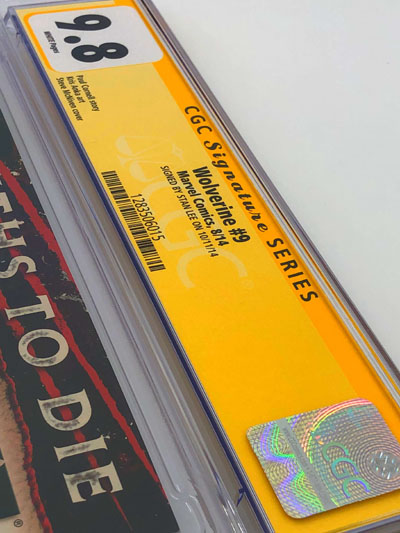 9.8
WHITE Pages
Paul Cornell story
Kris Anka art
Steve McNiven cover
CGC Signature SERIES
Wolverine #9
Marvel Comics, 8/14
SIGNED BY STAN LEE ON 10/11/14
1283506015
CGC
CGC
THS TO DIE
®